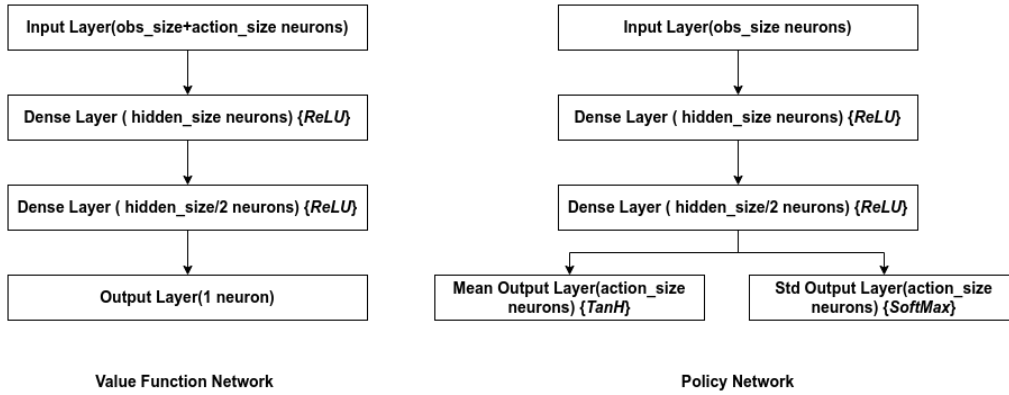 Input Layer(obs_size+action_size neurons)
Dense Layer ( hidden_size neurons) {ReLU}
Dense Layer ( hidden_size/2 neurons) {ReLU}
Output Layer(1 neuron)
Value Function Network
Input Layer(obs_size neurons)
Dense Layer ( hidden_size neurons) {ReLU}
Dense Layer ( hidden_size/2 neurons) {ReLU}
Mean Output Layer(action_size
neurons) {TanH}
Std Output Layer(action_size
neurons) {SoftMax}
Policy Network